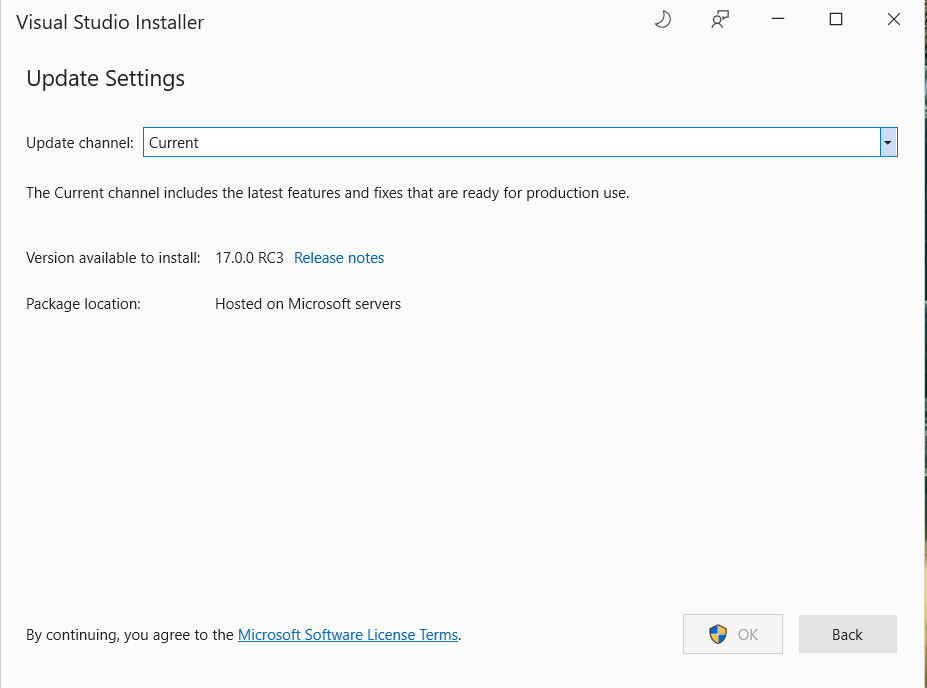 Visual Studio Installer
Update Settings
Update channel: Current
The Current channel includes the latest features and fixes that are ready for production use.
Version available to install: 17.0.0 RC3 Release notes
Package location: Hosted on Microsoft servers
By continuing, you agree to the Microsoft Software License Terms. OK Back